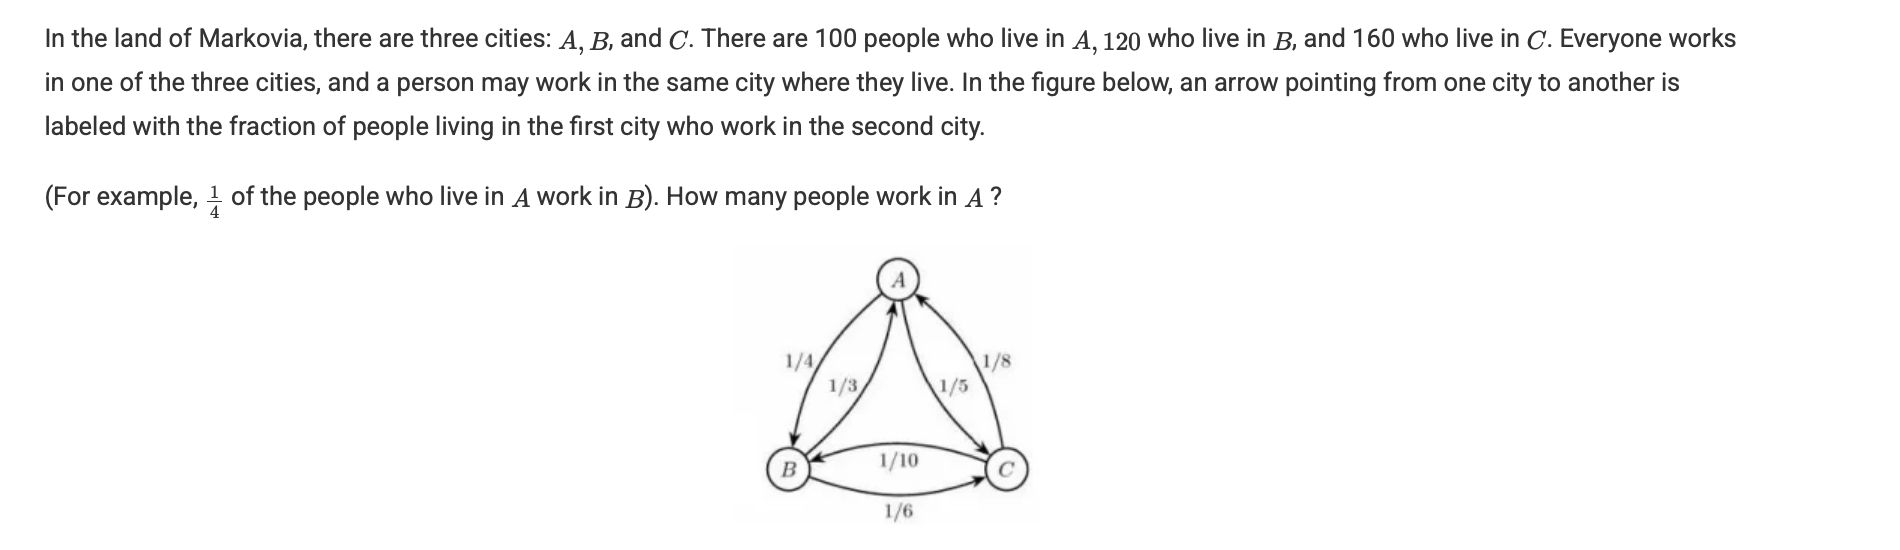 In the land of Markovia, there are three cities: A, B, and C. There are 100 people who live in A, 120 who live in B, and 160 who live in C. Everyone works
in one of the three cities, and a person may work in the same city where they live. In the figure below, an arrow pointing from one city to another is
labeled with the fraction of people living in the first city who work in the second city.
(For example, 1/4 of the people who live in A work in B). How many people work in A ?
A
1/4
1/8
1/3
1/5
B
1/10
C
1/6